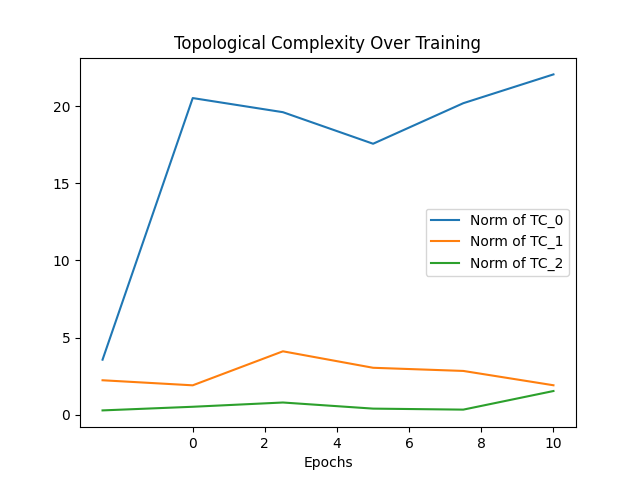 Topological Complexity Over Training
20
15
10
5
0
Norm of TC_0
Norm of TC_1
Norm of TC_2
0 2 4 6 8 10
Epochs